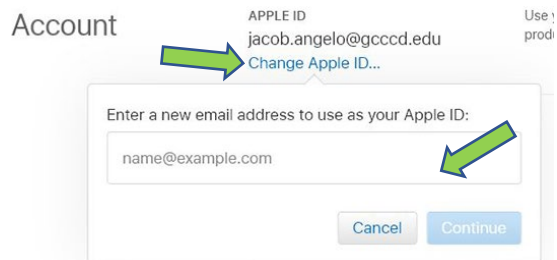 Account
APPLE ID
jacob.angelo@gcccd.edu
Change Apple ID...
Use
Enter a new email address to use as your Apple ID:
name@example.com
Cancel
Continue